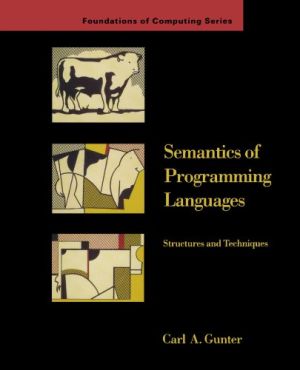 Foundations of Computing Series
Semantics of
Programming
Languages
Structures and Techniques
Carl A. Gunter